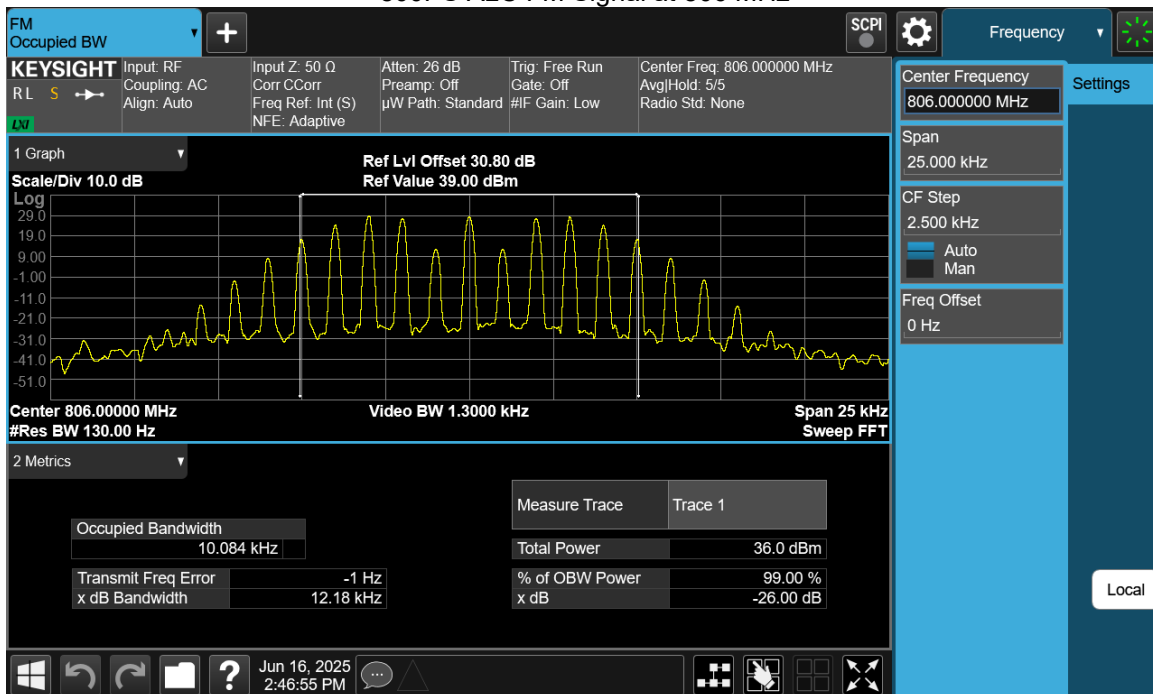 FM
Occupied BW
SCPI
Frequency
KEYSIGHT
RL S
LXI
Input: RF
Coupling: AC
Align: Auto
Input Z: 50 Ω
Corr CCorr
Freq Ref: Int (S)
NFE: Adaptive
Atten: 26 dB
Preamp: Off
µW Path: Standard
Trig: Free Run
Gate: Off
#IF Gain: Low
Center Freq: 806.000000 MHz
Avg|Hold: 5/5
Radio Std: None
Center Frequency
806.000000 MHz
Settings
Span
25.000 kHz
CF Step
2.500 kHz
Auto
Man
Freq Offset
0 Hz
1 Graph
Scale/Div 10.0 dB
Ref Lvl Offset 30.80 dB
Ref Value 39.00 dBm
Log
29.0
19.0
9.00
-1.00
-11.0
-21.0
-31.0
-41.0
-51.0
Center 806.00000 MHz
#Res BW 130.00 Hz
Video BW 1.3000 kHz
Span 25 kHz
Sweep FFT
2 Metrics
Measure Trace Trace 1
Occupied Bandwidth
10.084 kHz
Total Power 36.0 dBm
Transmit Freq Error -1 Hz
% of OBW Power 99.00 %
x dB Bandwidth 12.18 kHz
x dB -26.00 dB
Local
Jun 16, 2025
2:46:55 PM